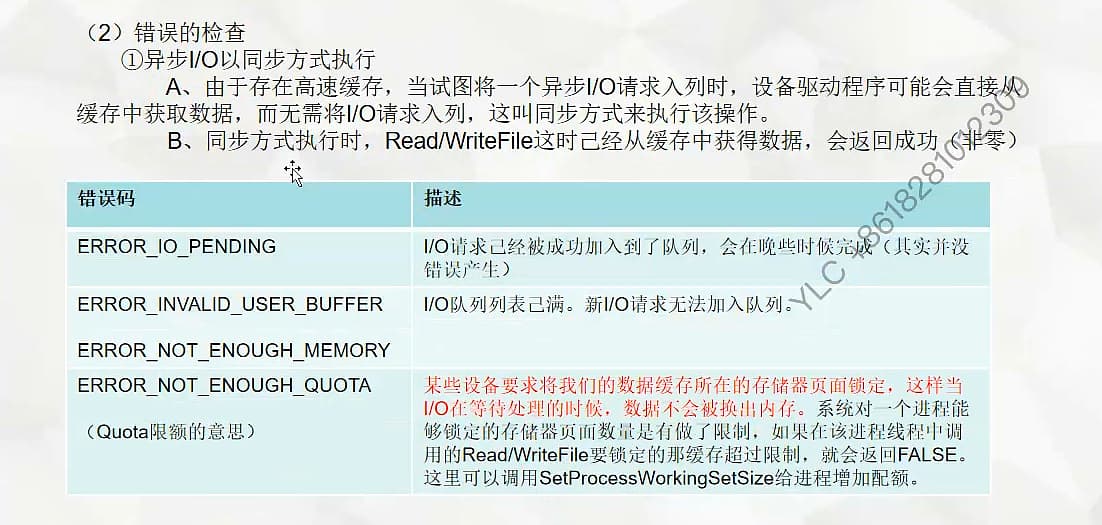 （2）错误的检查
①异步I/O以同步方式执行
A、由于存在高速缓存，当试图将一个异步I/O请求入列时，设备驱动程序可能会直接从
缓存中获取数据，而无需将I/O请求入列，这叫同步方式来执行该操作。
B、同步方式执行时，Read/WriteFile这时己经从缓存中获得数据，会返回成功（非零）
错误码
描述
ERROR_IO_PENDING
I/O请求己经被成功加入到了队列，会在晚些时候完成（其实并没
错误产生）
ERROR_INVALID_USER_BUFFER
ERROR_NOT_ENOUGH_MEMORY
I/O队列列表己满。新I/O请求无法加入队列。
ERROR_NOT_ENOUGH_QUOTA
（Quota限额的意思）
某些设备要求将我们的数据缓存所在的存储器页面锁定，这样当
I/O在等待处理的时候，数据不会被换出内存。系统对一个进程能
够锁定的存储器页面数量是有做了限制，如果在该进程线程中调
用的Read/WriteFile要锁定的那缓存超过限制，就会返回FALSE。
这里可以调用SetProcessWorkingSetSize给进程增加配额。